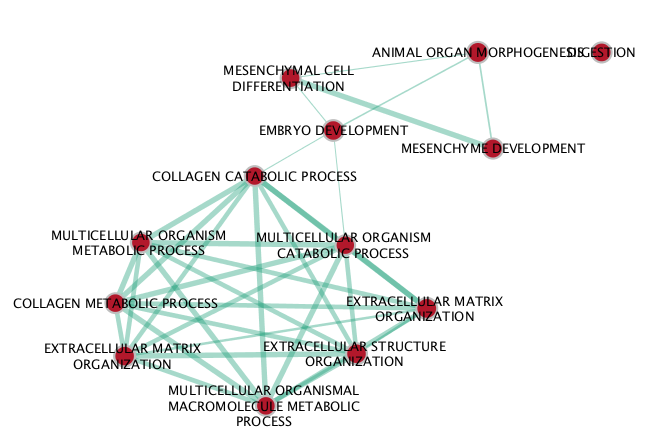 ANIMAL ORGAN MORPHOGENESIS
DIGESTION
MESENCHYMAL CELL
DIFFERENTIATION
EMBRYO DEVELOPMENT
MESENCHYME DEVELOPMENT
COLLAGEN CATABOLIC PROCESS
MULTICELLULAR ORGANISM
METABOLIC PROCESS
MULTICELLULAR ORGANISM
CATABOLIC PROCESS
COLLAGEN METABOLIC PROCESS
EXTRACELLULAR MATRIX
ORGANIZATION
EXTRACELLULAR MATRIX
ORGANIZATION
EXTRACELLULAR STRUCTURE
ORGANIZATION
MULTICELLULAR ORGANISMAL
MACROMOLECULE METABOLIC
PROCESS